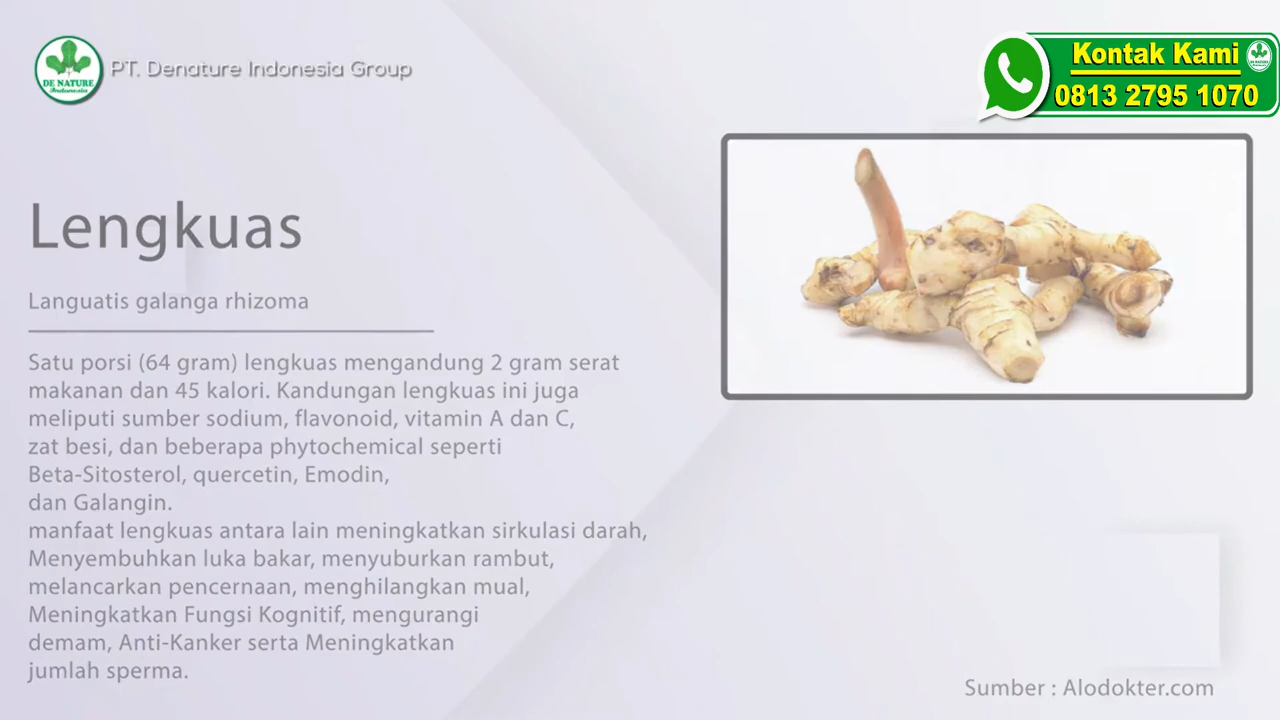 DE NATURE
Indonesia
PT. Denature Indonesia Group
Kontak Kami
0813 2795 1070
Lengkuas
Languatis galanga rhizoma
Satu porsi (64 gram) lengkuas mengandung 2 gram serat
makanan dan 45 kalori. Kandungan lengkuas ini juga
meliputi sumber sodium, flavonoid, vitamin A dan C,
zat besi, dan beberapa phytochemical seperti
Beta-Sitosterol, quercetin, Emodin,
dan Galangin.
manfaat lengkuas antara lain meningkatkan sirkulasi darah,
Menyembuhkan luka bakar, menyuburkan rambut,
melancarkan pencernaan, menghilangkan mual,
Meningkatkan Fungsi Kognitif, mengurangi
demam, Anti-Kanker serta Meningkatkan
jumlah sperma.
Sumber : Alodokter.com